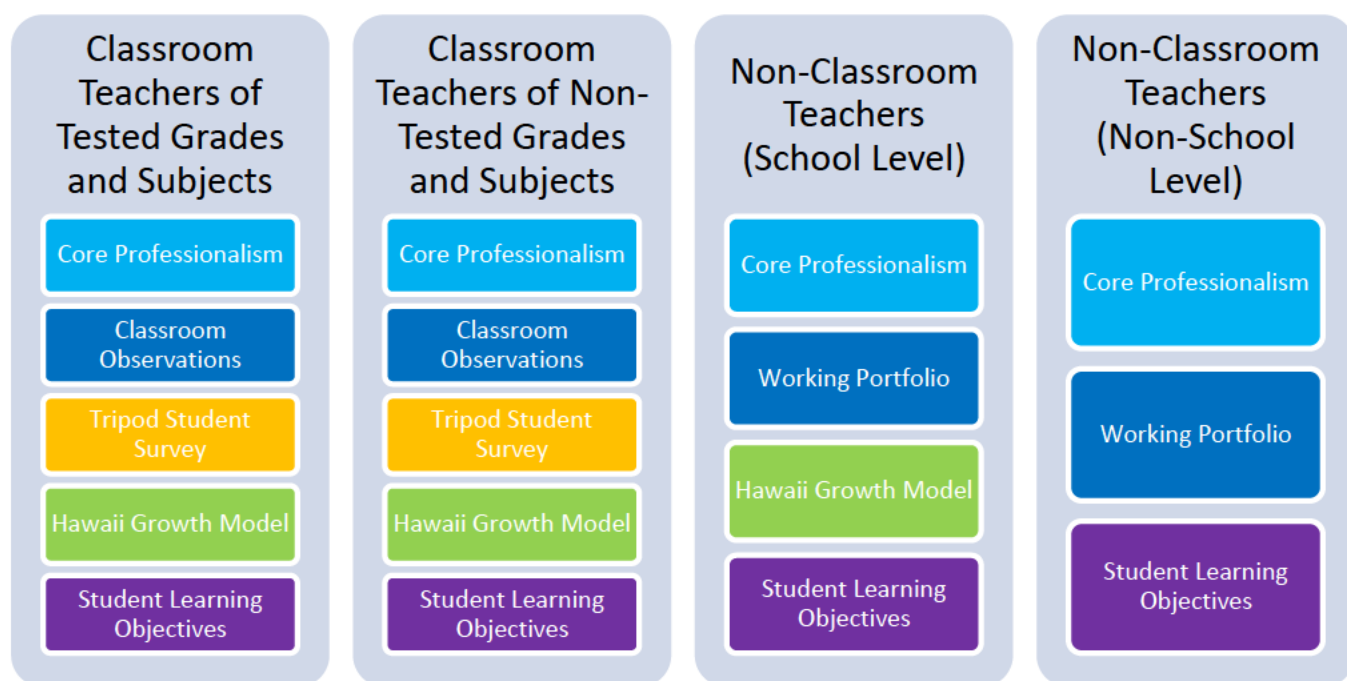 Classroom
Teachers of
Tested Grades
and Subjects
Core Professionalism
Classroom
Observations
Tripod Student
Survey
Hawaii Growth Model
Student Learning
Objectives
Classroom
Teachers of Non-
Tested Grades
and Subjects
Core Professionalism
Classroom
Observations
Tripod Student
Survey
Hawaii Growth Model
Student Learning
Objectives
Non-Classroom
Teachers
(School Level)
Core Professionalism
Working Portfolio
Hawaii Growth Model
Student Learning
Objectives
Non-Classroom
Teachers
(Non-School
Level)
Core Professionalism
Working Portfolio
Student Learning
Objectives